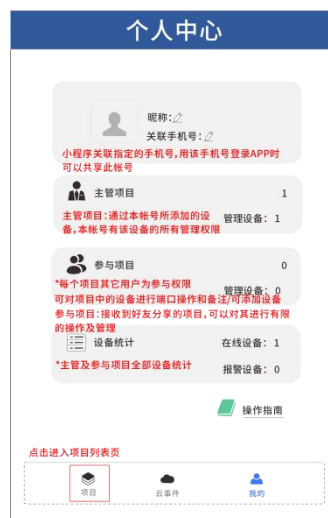 个人中心
昵称:
关联手机号:
小程序关联指定的手机号,用该手机号登录APP时
可以共享此帐号
主管项目 1
主管项目:通过本帐号所添加的设
备,本帐号有该设备的所有管理权限
管理设备: 1
参与项目 0
*每个项目其它用户为参与权限
管理设备: 0
可对项目中的设备进行端口操作和备注/可添加设备
参与项目:接收到好友分享的项目,可以对其进行有限
的操作及管理
设备统计 在线设备: 1
*主管及参与项目全部设备统计
报警设备: 0
操作指南
点击进入项目列表页
项目 云事件 我的